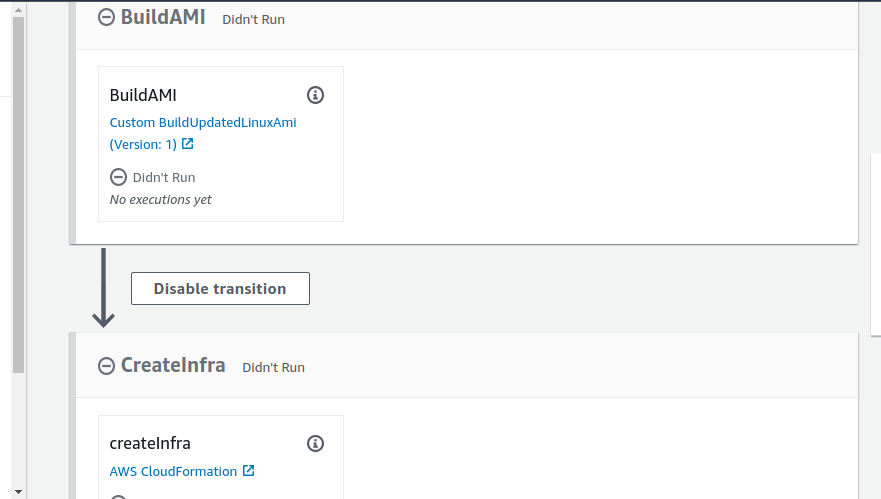 BuildAMI Didn't Run
BuildAMI
Custom BuildUpdatedLinuxAmi
(Version: 1)
Didn't Run
No executions yet
Disable transition
CreateInfra Didn't Run
createInfra
AWS CloudFormation